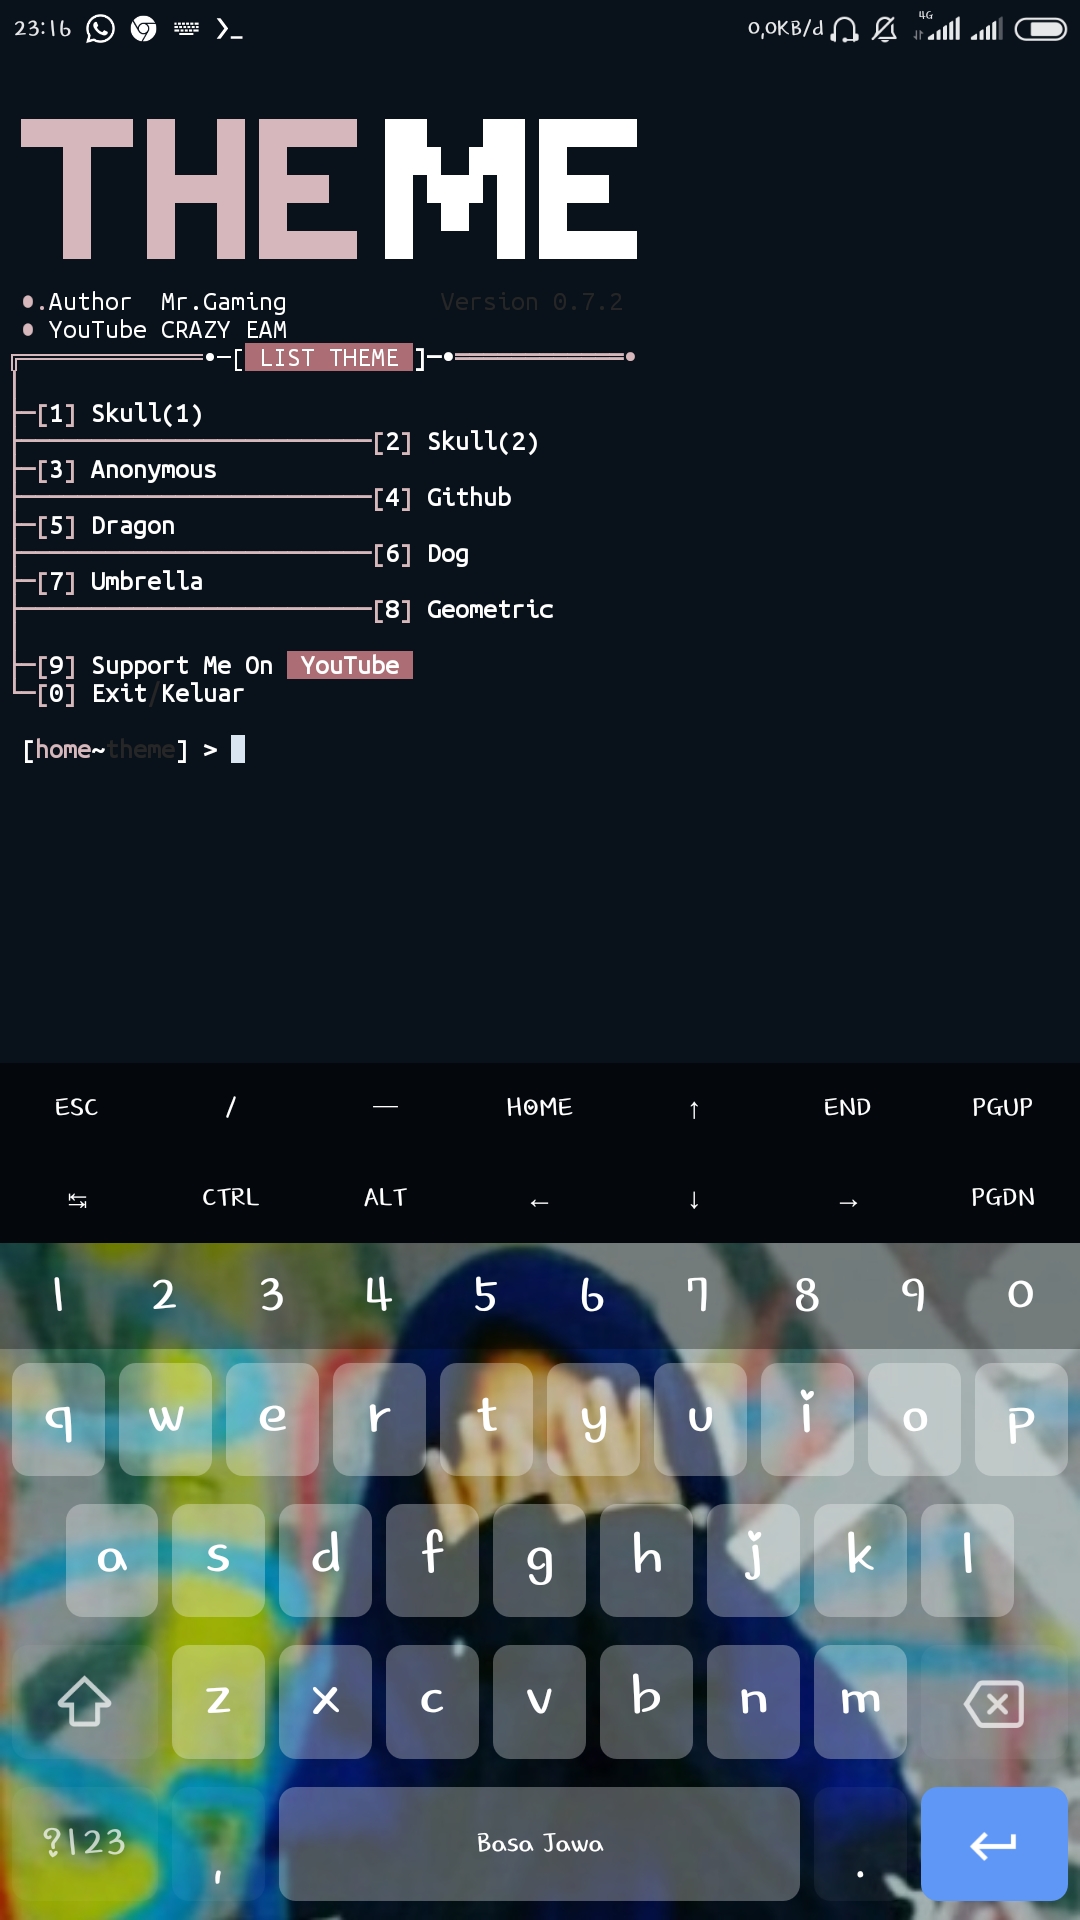 23:16 0,0KB/d 4G
THEME
.Author Mr.Gaming Version 0.7.2
YouTube CRAZY EAM
[ LIST THEME ]
[1] Skull(1)
[2] Skull(2)
[3] Anonymous
[4] Github
[5] Dragon
[6] Dog
[7] Umbrella
[8] Geometric
[9] Support Me On YouTube
[0] Exit/Keluar
[home~theme] >
ESC / — HOME ↑ END PGUP
↹ CTRL ALT ← ↓ → PGDN
1 2 3 4 5 6 7 8 9 0
q w e r t y u i o p
a s d f g h j k l
z x c v b n m
?123 , Basa Jawa .